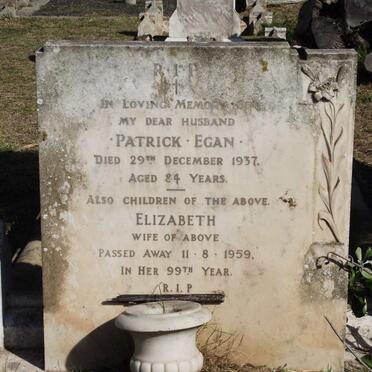 R.I.P
IN LOVING MEMORY OF
MY DEAR HUSBAND
PATRICK EGAN
DIED 29TH DECEMBER 1937.
AGED 84 YEARS.
ALSO CHILDREN OF THE ABOVE.
ELIZABETH
WIFE OF ABOVE
PASSED AWAY 11-8-1959,
IN HER 99TH YEAR.
R.I.P